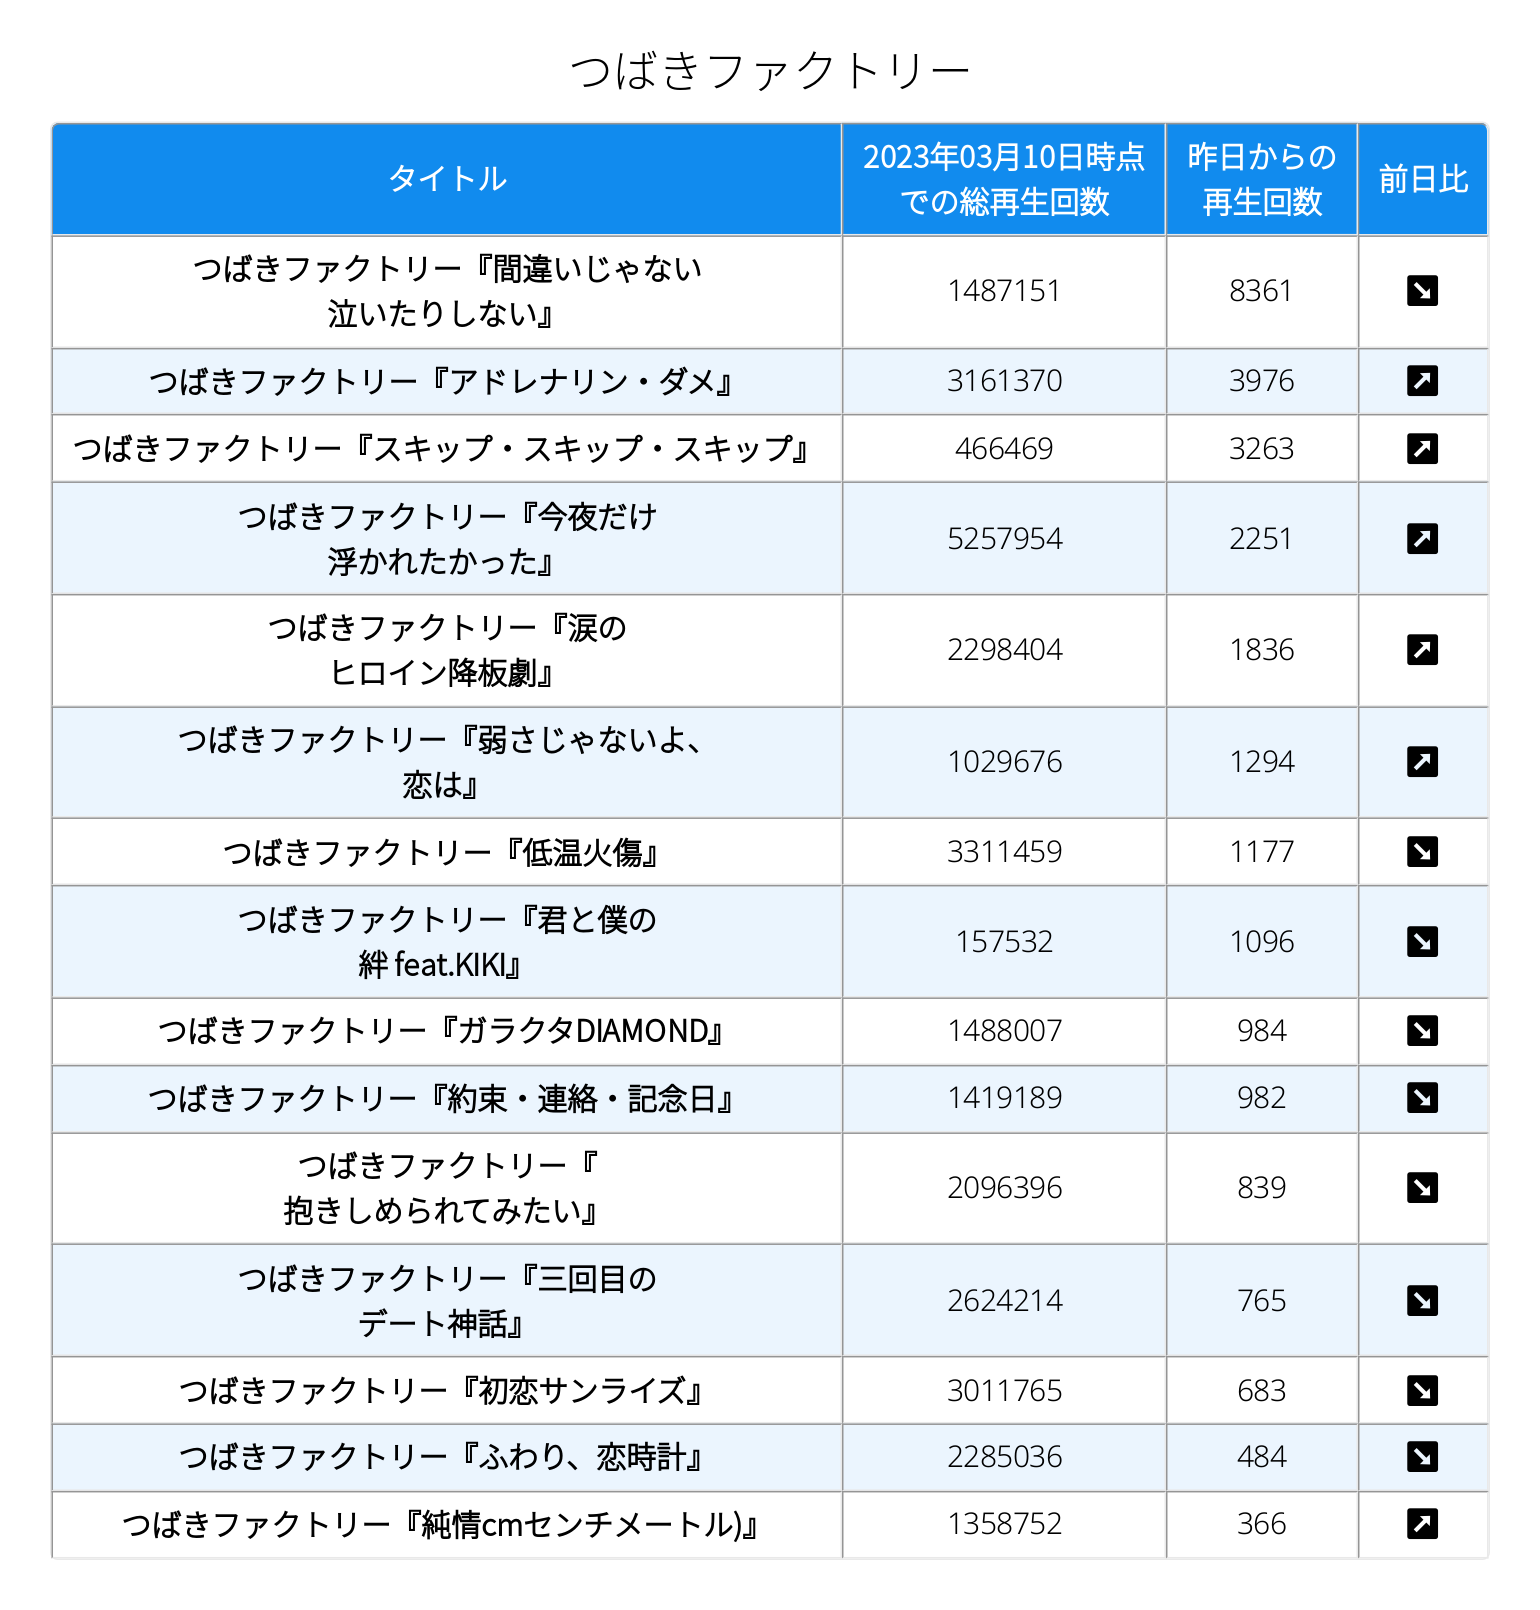 つばきファクトリー
タイトル
2023年03月10日時点
での総再生回数
昨日からの
再生回数
前日比
つばきファクトリー『間違いじゃない
泣いたりしない』
1487151
8361
つばきファクトリー『アドレナリン・ダメ』
3161370
3976
つばきファクトリー『スキップ・スキップ・スキップ』
466469
3263
つばきファクトリー『今夜だけ
浮かれたかった』
5257954
2251
つばきファクトリー『涙の
ヒロイン降板劇』
2298404
1836
つばきファクトリー『弱さじゃないよ、
恋は』
1029676
1294
つばきファクトリー『低温火傷』
3311459
1177
つばきファクトリー『君と僕の
絆 feat.KIKI』
157532
1096
つばきファクトリー『ガラクタDIAMOND』
1488007
984
つばきファクトリー『約束・連絡・記念日』
1419189
982
つばきファクトリー『
抱きしめられてみたい』
2096396
839
つばきファクトリー『三回目の
デート神話』
2624214
765
つばきファクトリー『初恋サンライズ』
3011765
683
つばきファクトリー『ふわり、恋時計』
2285036
484
つばきファクトリー『純情cmセンチメートル)』
1358752
366